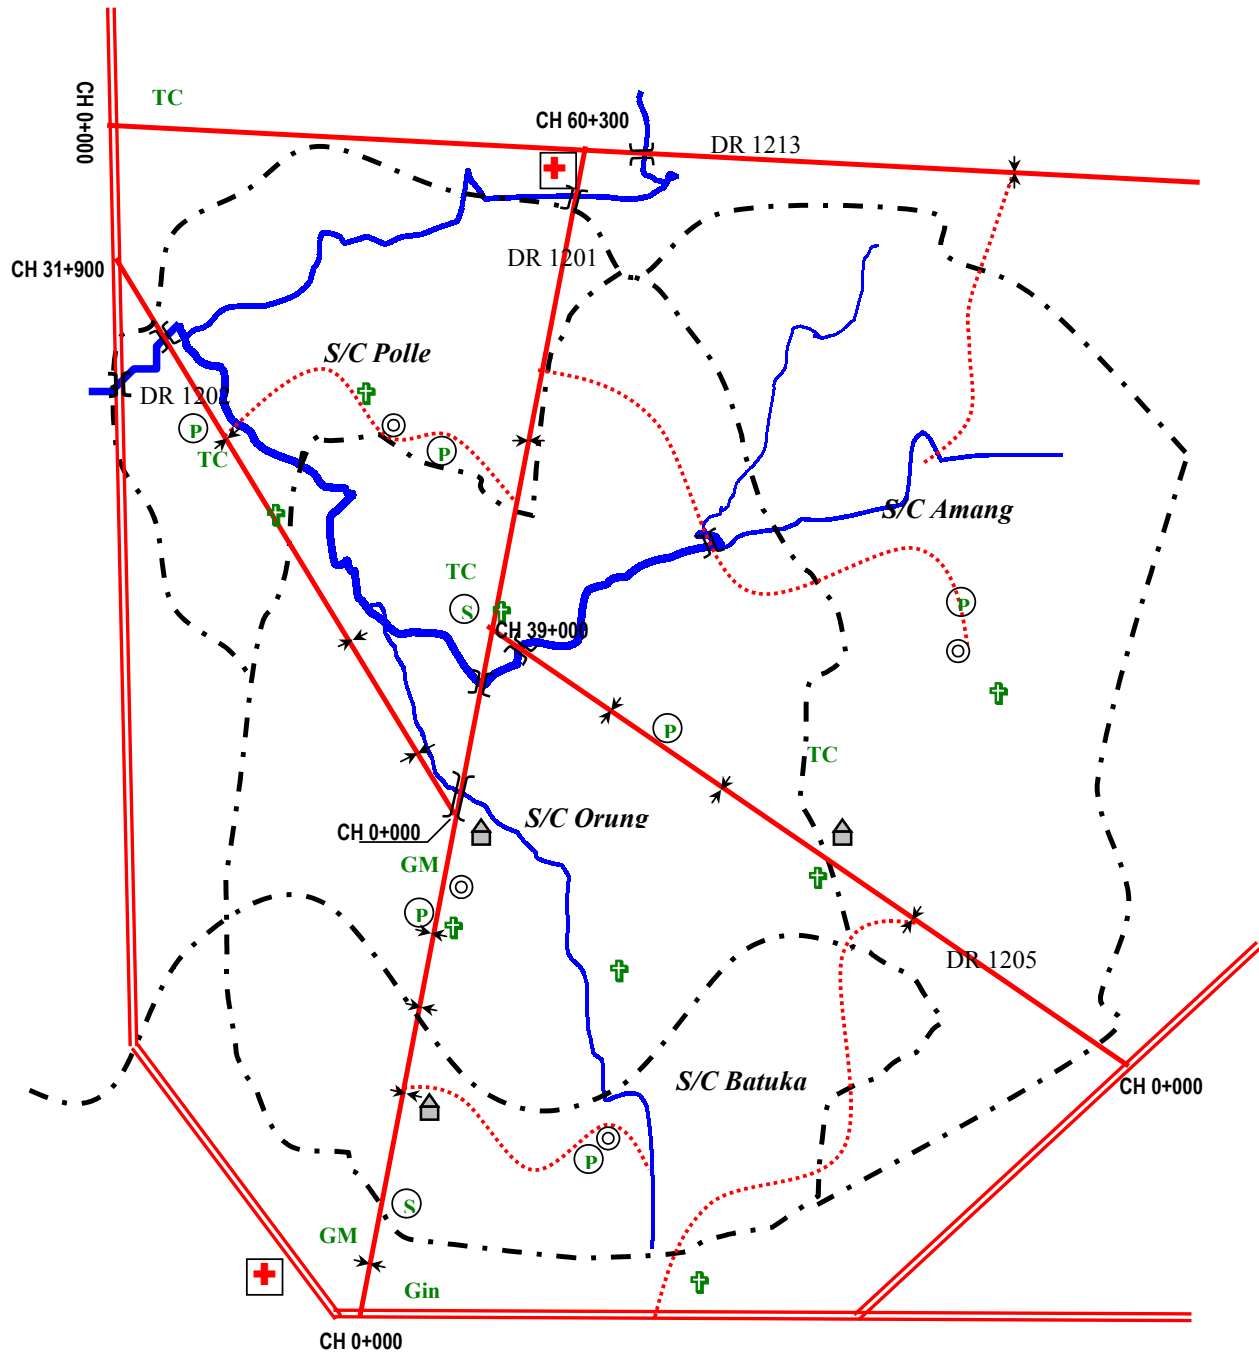 TC
CH 0+000
CH 60+300
DR 1213
DR 1201
CH 31+900
S/C Polle
DR 1202
P
P
TC
S/C Amang
TC
P
S
CH 39+000
P
TC
S/C Orung
CH 0+000
GM
P
DR 1205
S/C Batuka
CH 0+000
P
S
GM
Gin
CH 0+000